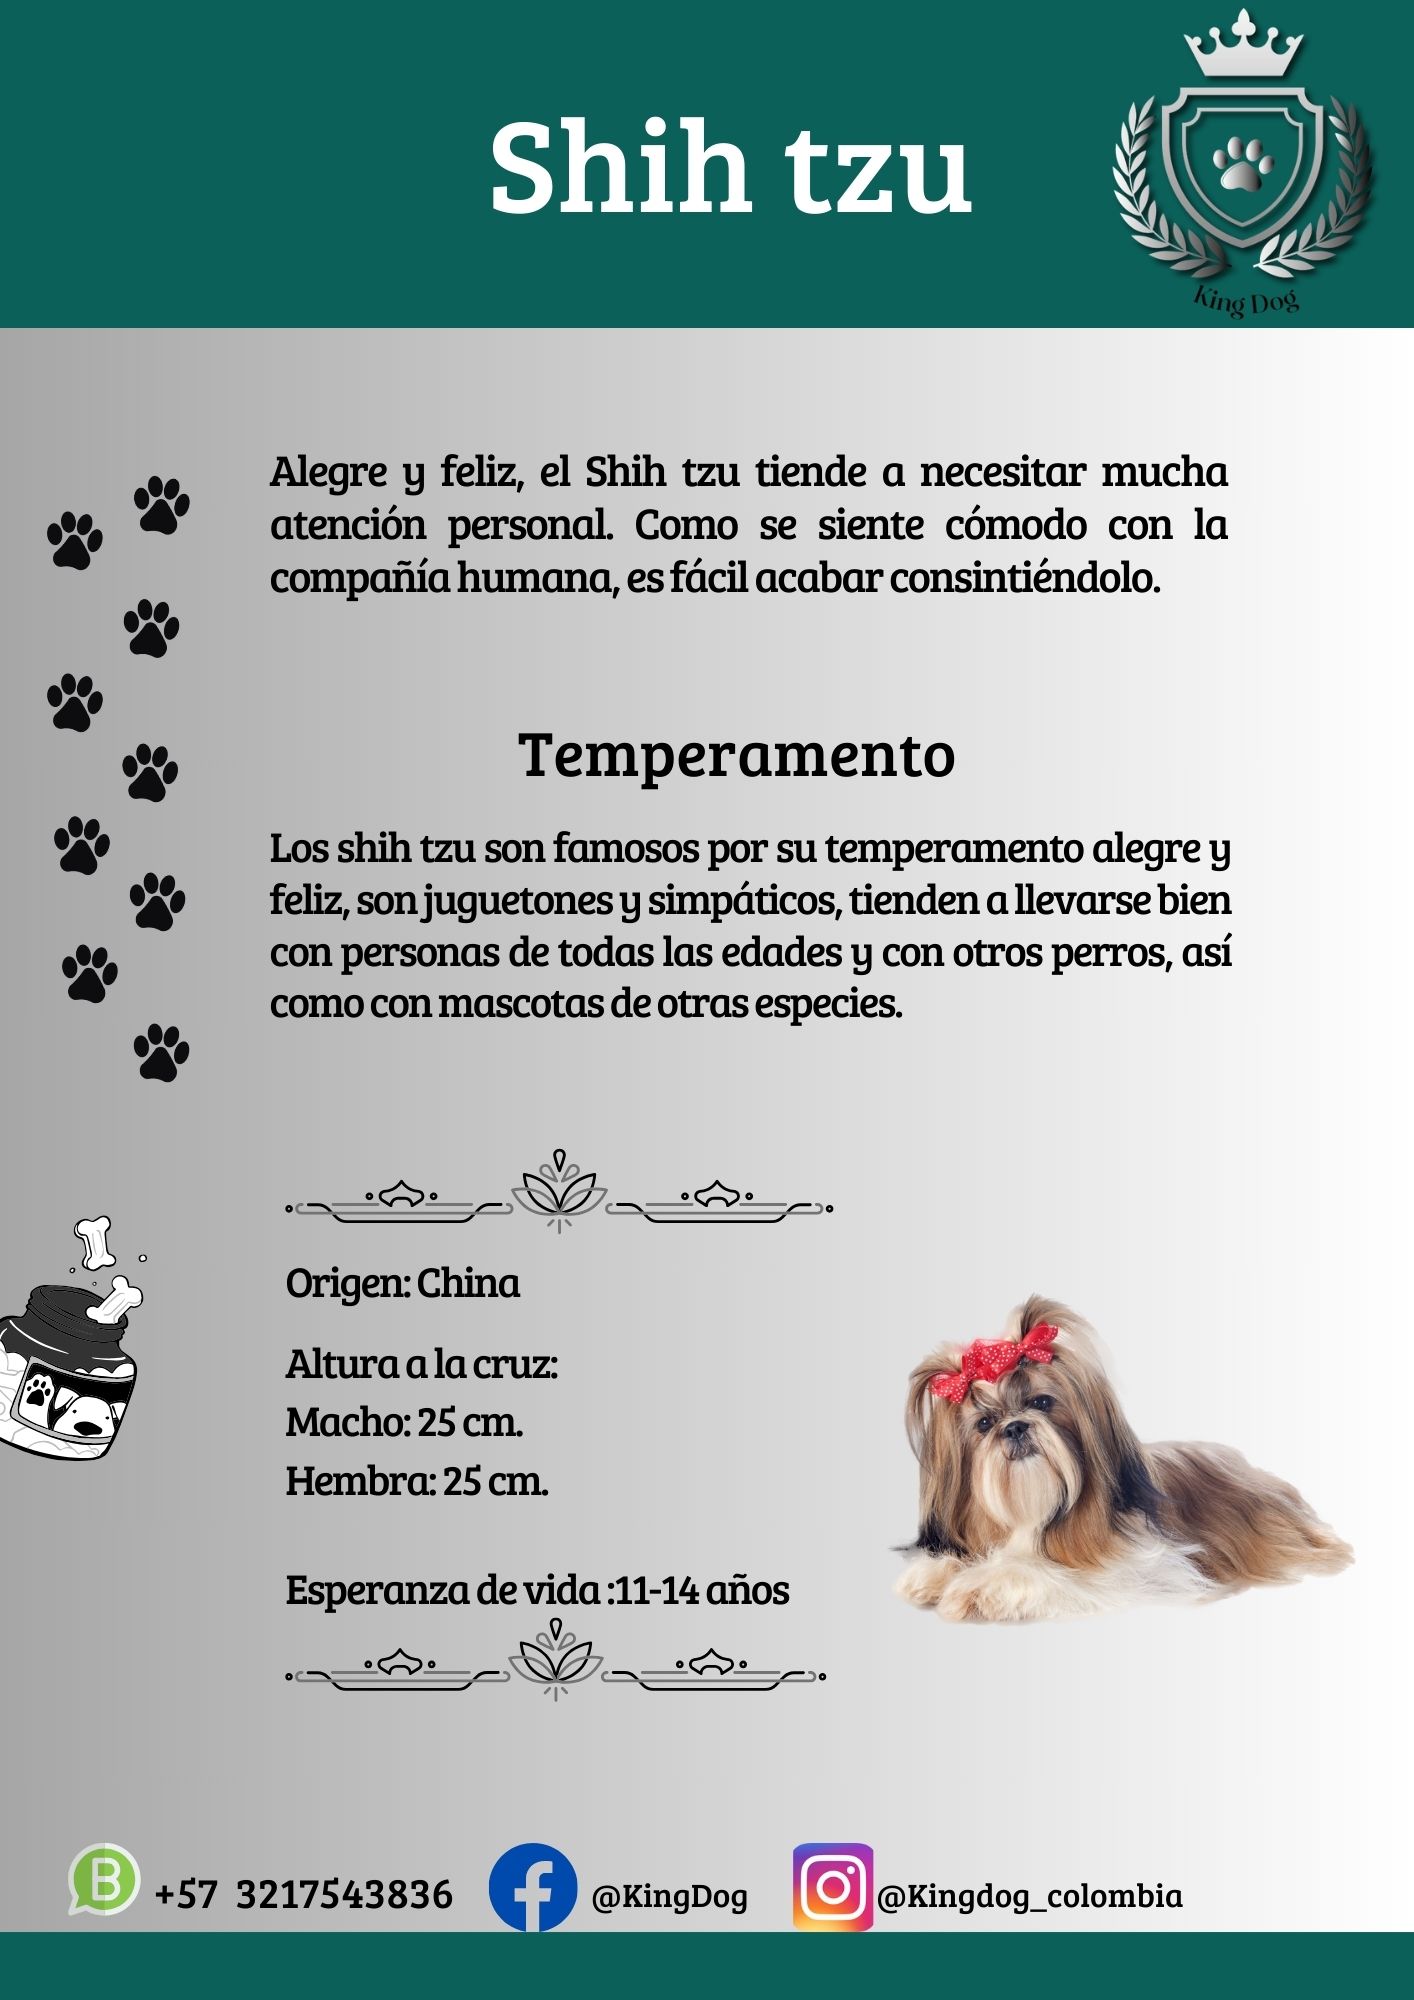 Shih tzu
King Dog
Alegre y feliz, el Shih tzu tiende a necesitar mucha
atención personal. Como se siente cómodo con la
compañía humana, es fácil acabar consintiéndolo.
Temperamento
Los shih tzu son famosos por su temperamento alegre y
feliz, son juguetones y simpáticos, tienden a llevarse bien
con personas de todas las edades y con otros perros, así
como con mascotas de otras especies.
Origen: China
Altura a la cruz:
Macho: 25 cm.
Hembra: 25 cm.
Esperanza de vida :11-14 años
B +57 3217543836 f @KingDog @Kingdog_colombia